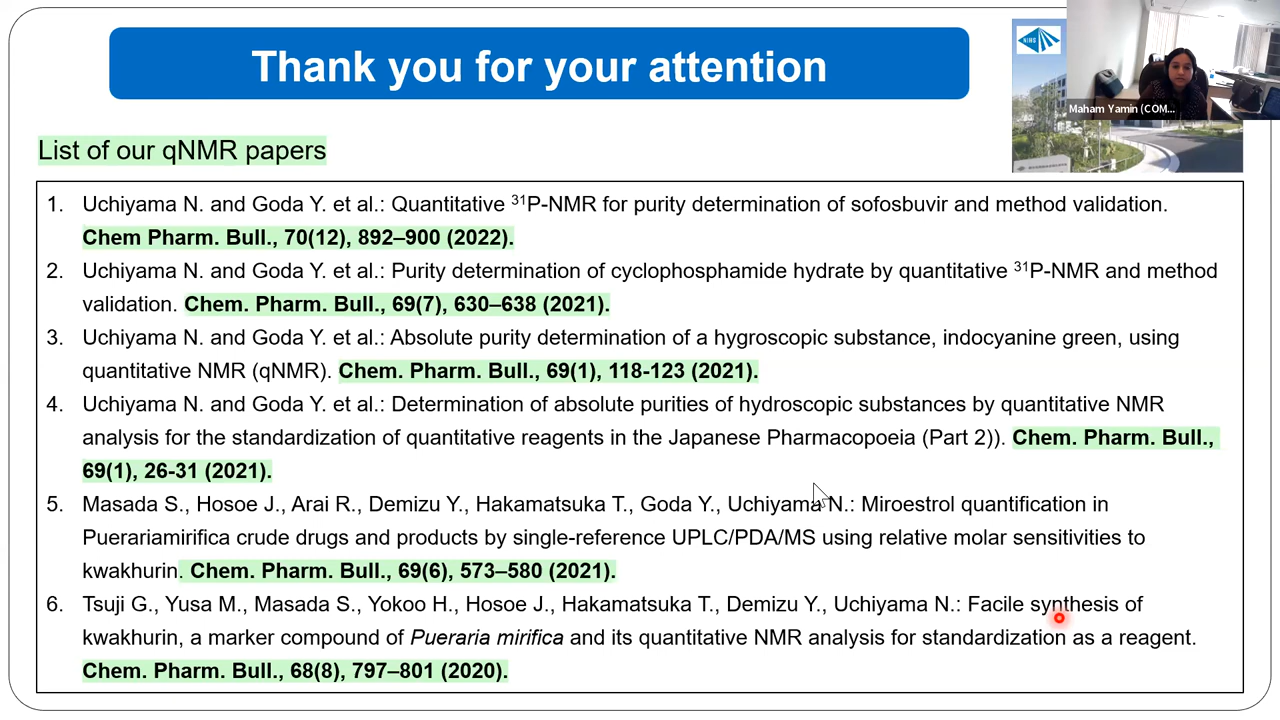 Thank you for your attention
NIHS
Maham Yamin (COM...
List of our qNMR papers
1. Uchiyama N. and Goda Y. et al.: Quantitative ³¹P-NMR for purity determination of sofosbuvir and method validation.
Chem Pharm. Bull., 70(12), 892–900 (2022).
2. Uchiyama N. and Goda Y. et al.: Purity determination of cyclophosphamide hydrate by quantitative ³¹P-NMR and method
validation. Chem. Pharm. Bull., 69(7), 630–638 (2021).
3. Uchiyama N. and Goda Y. et al.: Absolute purity determination of a hygroscopic substance, indocyanine green, using
quantitative NMR (qNMR). Chem. Pharm. Bull., 69(1), 118-123 (2021).
4. Uchiyama N. and Goda Y. et al.: Determination of absolute purities of hydroscopic substances by quantitative NMR
analysis for the standardization of quantitative reagents in the Japanese Pharmacopoeia (Part 2)). Chem. Pharm. Bull.,
69(1), 26-31 (2021).
5. Masada S., Hosoe J., Arai R., Demizu Y., Hakamatsuka T., Goda Y., Uchiyama N.: Miroestrol quantification in
Puerariamirifica crude drugs and products by single-reference UPLC/PDA/MS using relative molar sensitivities to
kwakhurin. Chem. Pharm. Bull., 69(6), 573–580 (2021).
6. Tsuji G., Yusa M., Masada S., Yokoo H., Hosoe J., Hakamatsuka T., Demizu Y., Uchiyama N.: Facile synthesis of
kwakhurin, a marker compound of Pueraria mirifica and its quantitative NMR analysis for standardization as a reagent.
Chem. Pharm. Bull., 68(8), 797–801 (2020).